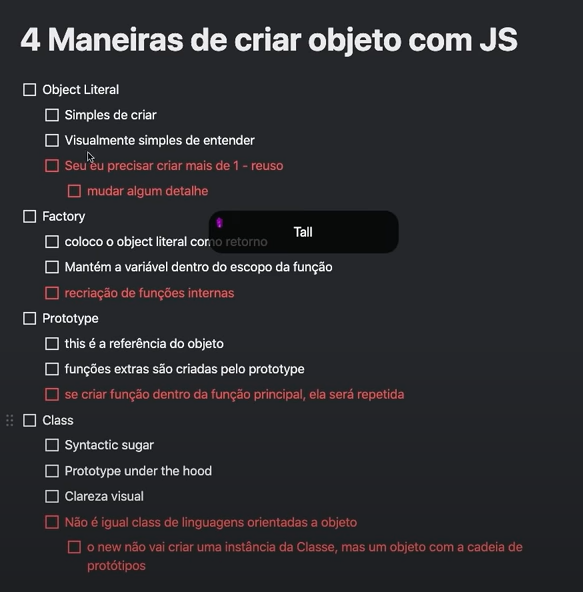 4 Maneiras de criar objeto com JS
Object Literal
Simples de criar
Visualmente simples de entender
Seu eu precisar criar mais de 1 - reuso
mudar algum detalhe
Factory
Tall
coloco o object literal como retorno
Mantém a variável dentro do escopo da função
recriação de funções internas
Prototype
this é a referência do objeto
funções extras são criadas pelo prototype
se criar função dentro da função principal, ela será repetida
Class
Syntactic sugar
Prototype under the hood
Clareza visual
Não é igual class de linguagens orientadas a objeto
o new não vai criar uma instância da Classe, mas um objeto com a cadeia de
protótipos